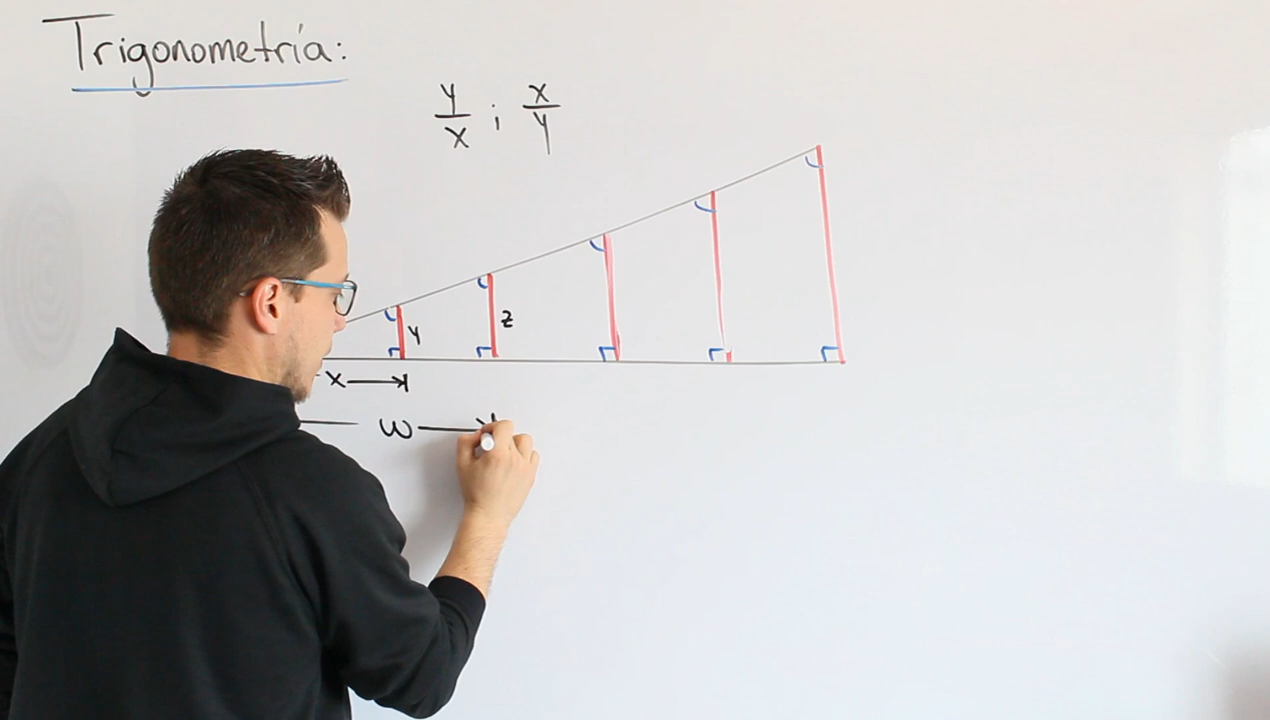 Trigonometría:
y/x ; x/y
y
z
x
ω